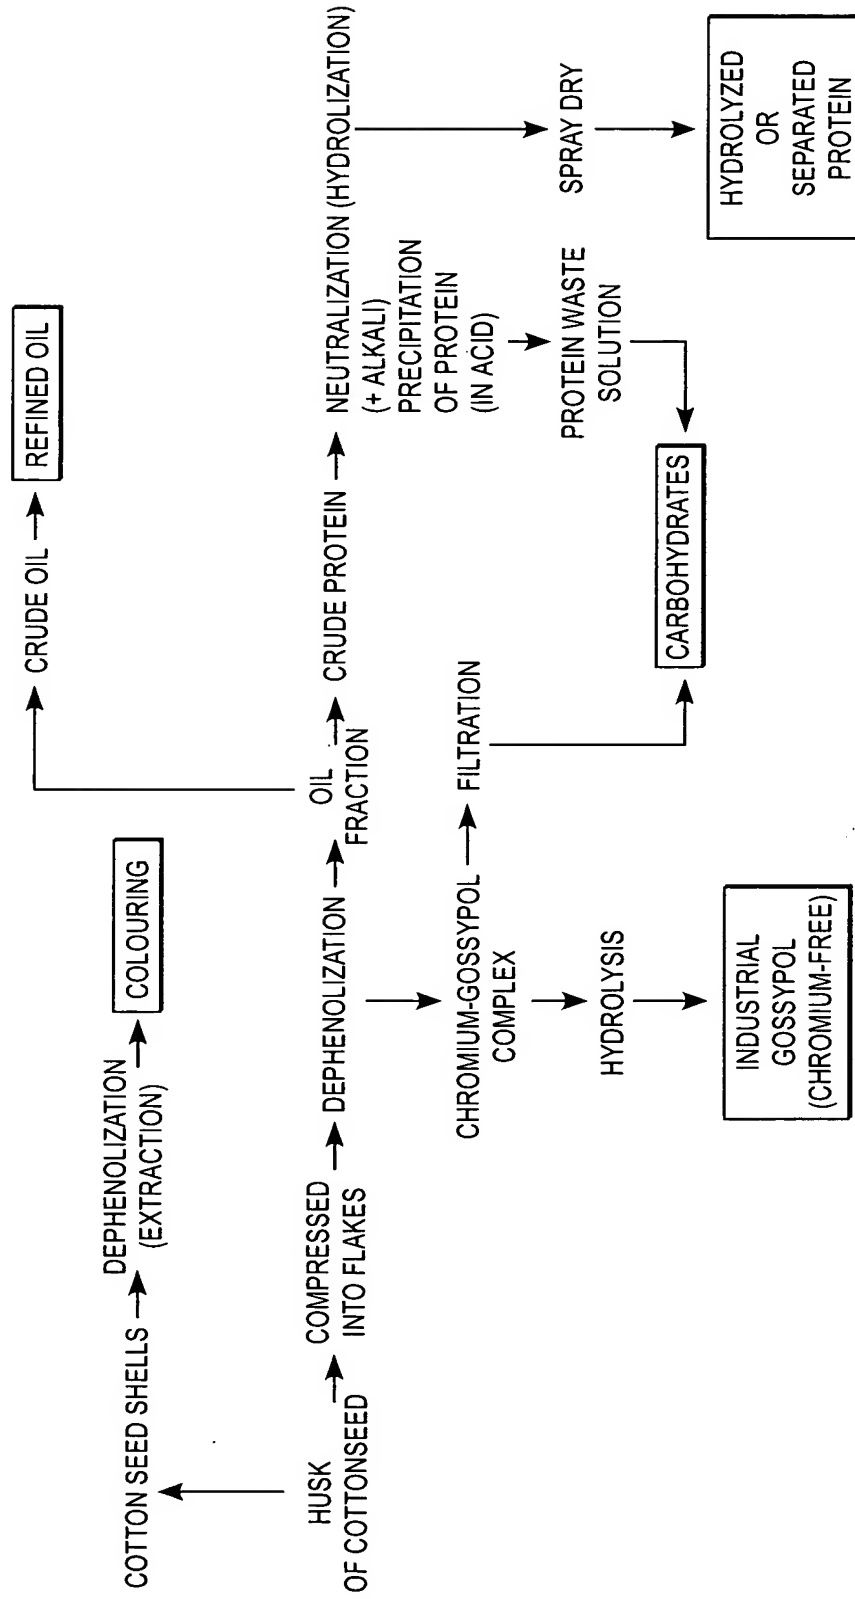 CRUDE OIL
REFINED OIL
COTTON SEED SHELLS
DEPHENOLIZATION
(EXTRACTION)
COLOURING
HUSK
OF COTTONSEED
COMPRESSED
INTO FLAKES
DEPHENOLIZATION
OIL
FRACTION
CRUDE PROTEIN
NEUTRALIZATION (HYDROLIZATION)
(+ ALKALI)
PRECIPITATION
OF PROTEIN
(IN ACID)
CHROMIUM-GOSSYPOL
COMPLEX
FILTRATION
PROTEIN WASTE
SOLUTION
SPRAY DRY
HYDROLYSIS
CARBOHYDRATES
INDUSTRIAL
GOSSYPOL
(CHROMIUM-FREE)
HYDROLYZED
OR
SEPARATED
PROTEIN